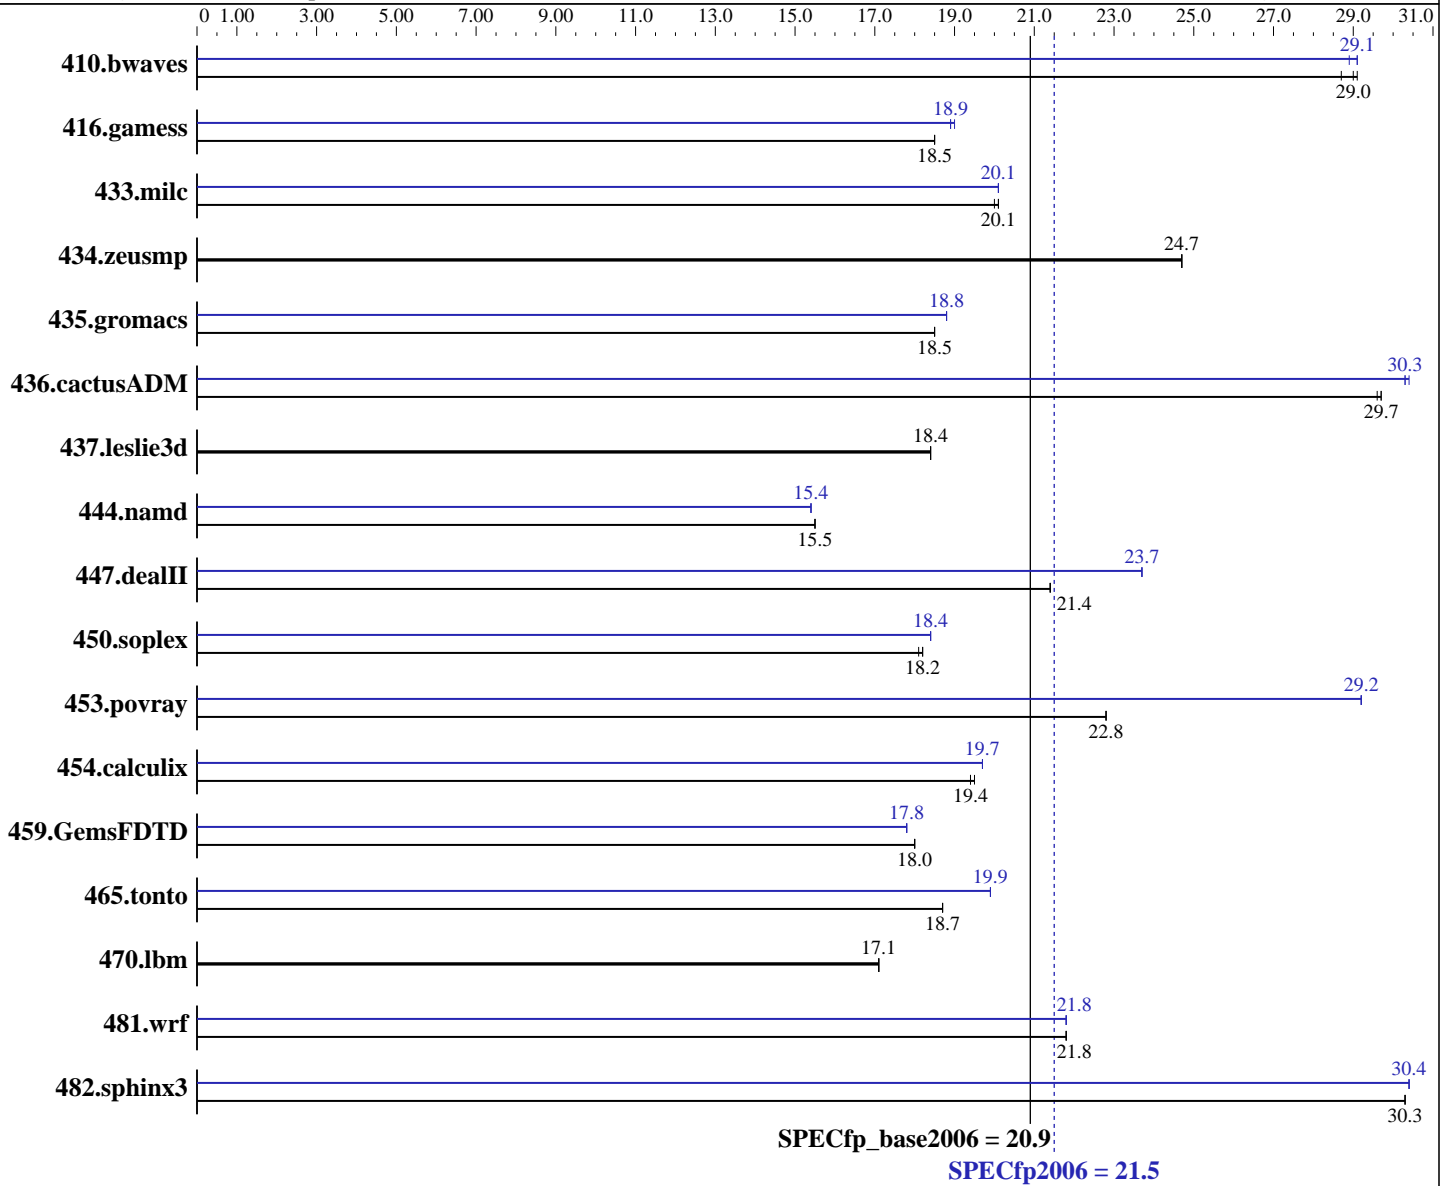 0 1.00 3.00 5.00 7.00 9.00 11.0 13.0 15.0 17.0 19.0 21.0 23.0 25.0 27.0 29.0 31.0
29.1
410.bwaves
29.0
18.9
416.gamess
18.5
20.1
433.milc
20.1
24.7
434.zeusmp
18.8
435.gromacs
18.5
30.3
436.cactusADM
29.7
18.4
437.leslie3d
15.4
444.namd
15.5
23.7
447.dealII
21.4
18.4
450.soplex
18.2
29.2
453.povray
22.8
19.7
454.calculix
19.4
17.8
459.GemsFDTD
18.0
19.9
465.tonto
18.7
17.1
470.lbm
21.8
481.wrf
21.8
30.4
482.sphinx3
30.3
SPECfp_base2006 = 20.9
SPECfp2006 = 21.5